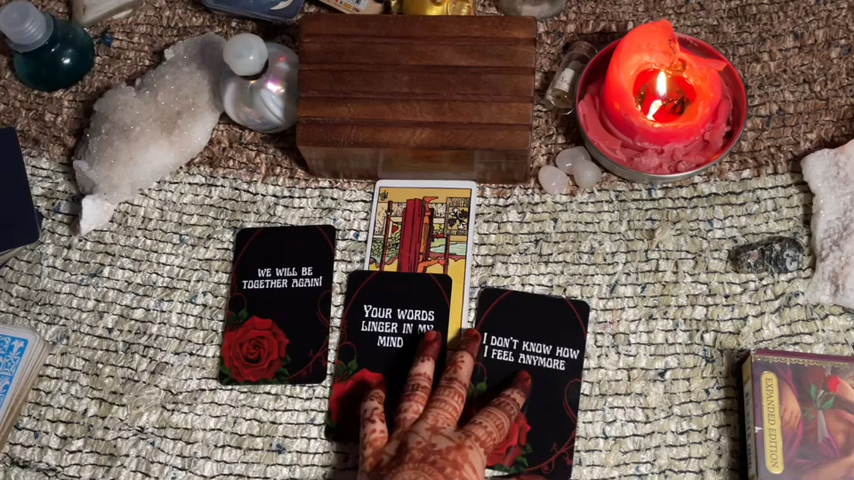 WE WILL BE
TOGETHER AGAIN!
YOUR WORDS
LINGER IN MY
MIND
I DON'T KNOW HOW
I FEEL ANYMORE
EXPANDED EDITION